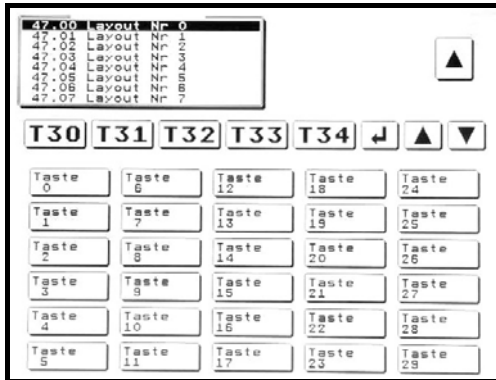 47.00 Layout Nr 0
47.01 Layout Nr 1
47.02 Layout Nr 2
47.03 Layout Nr 3
47.04 Layout Nr 4
47.05 Layout Nr 5
47.06 Layout Nr 6
47.07 Layout Nr 7
T30 T31 T32 T33 T34
Taste 0 Taste 6 Taste 12 Taste 18 Taste 24
Taste 1 Taste 7 Taste 13 Taste 19 Taste 25
Taste 2 Taste 8 Taste 14 Taste 20 Taste 26
Taste 3 Taste 9 Taste 15 Taste 21 Taste 27
Taste 4 Taste 10 Taste 16 Taste 22 Taste 28
Taste 5 Taste 11 Taste 17 Taste 23 Taste 29